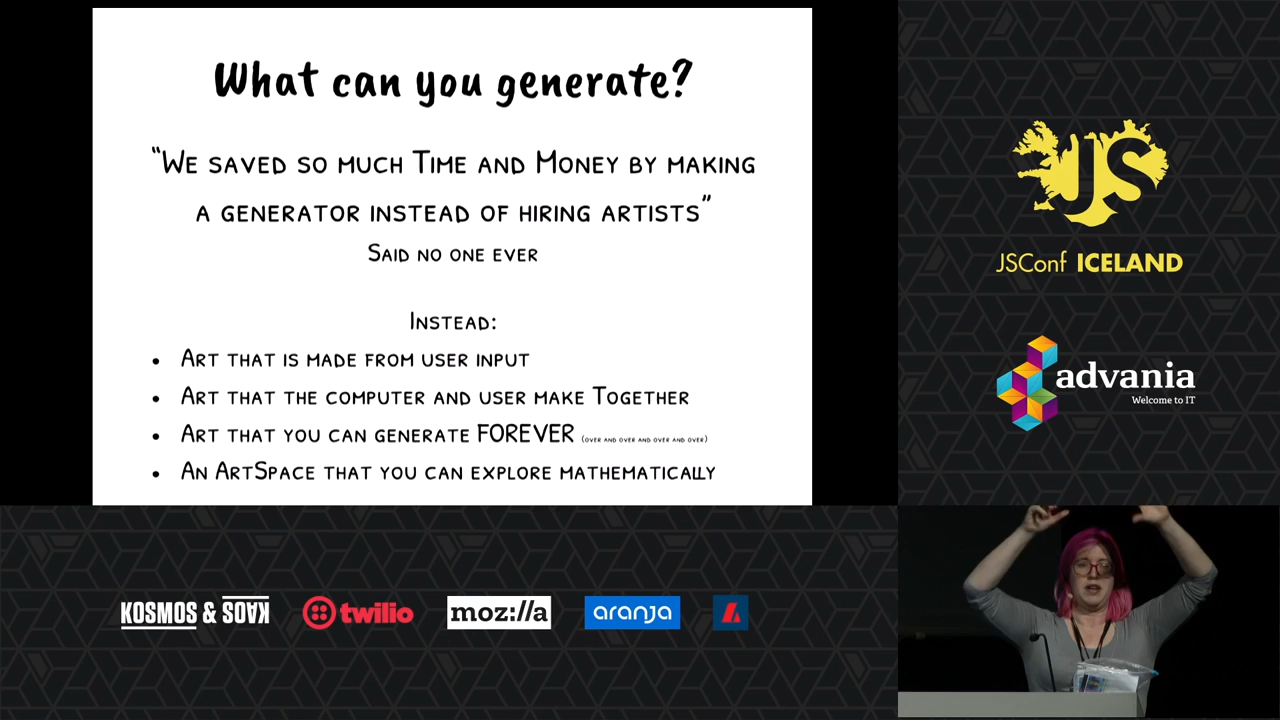 What can you generate?
"We saved so much Time and Money by making
a generator instead of hiring artists"
Said no one ever
Instead:
• Art that is made from user input
• Art that the computer and user make Together
• Art that you can generate FOREVER (over and over and over and over)
• An ArtSpace that you can explore mathematically
JS
JSConf ICELAND
advania
Welcome to IT
KOSMOS & KAOS
twilio
moz://a
aranja